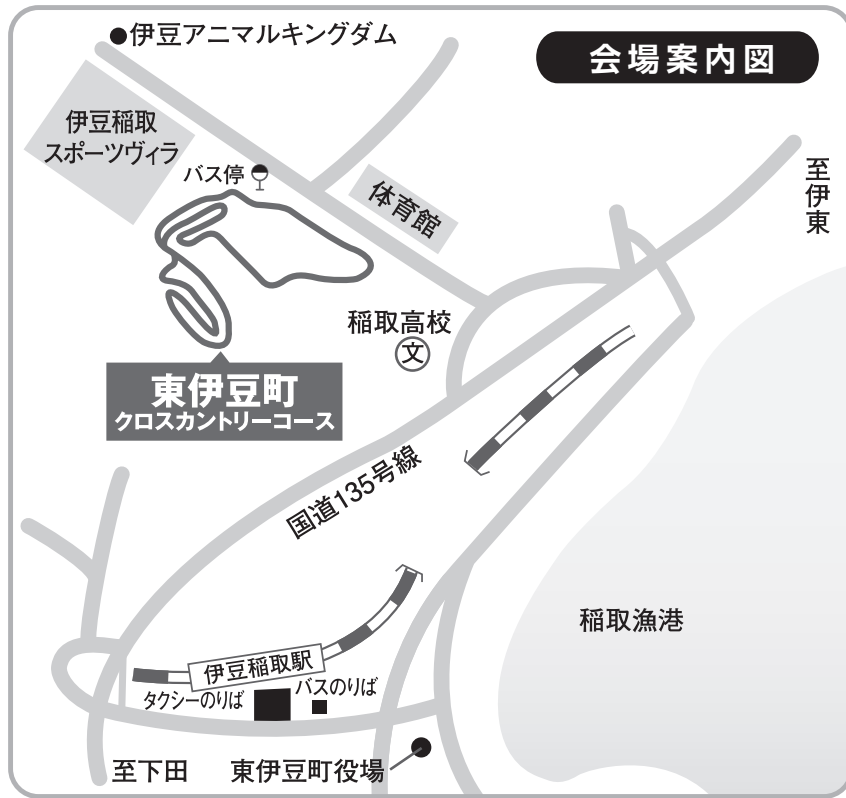 ●伊豆アニマルキングダム
会場案内図
伊豆稲取
スポーツヴィラ
バス停
体育館
至伊東
稲取高校
文
東伊豆町
クロスカントリーコース
国道135号線
稲取漁港
伊豆稲取駅
タクシーのりば
バスのりば
至下田
東伊豆町役場